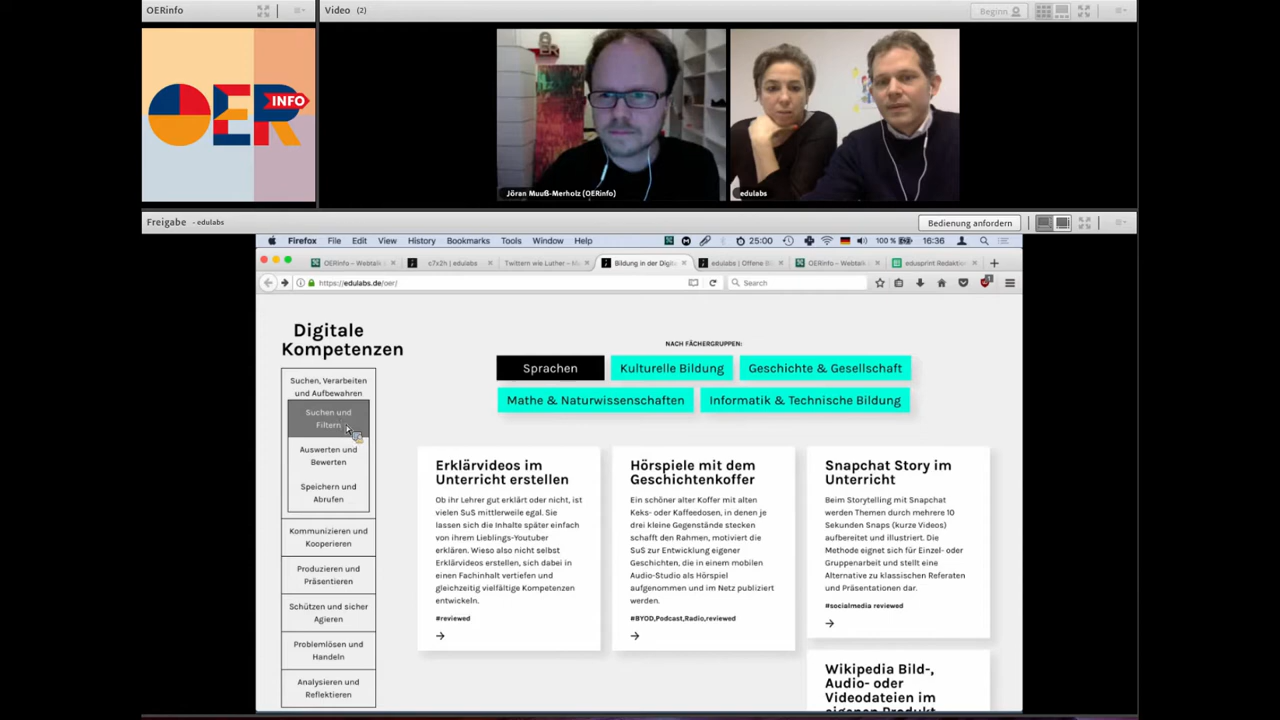 OERinfo
Video (2)
Beginn
OER INFO
Jöran Muuß-Merholz (OERinfo)
edulabs
Freigabe - edulabs
Bedienung anfordern
Firefox File Edit View History Bookmarks Tools Window Help
25:00
100 %
16:36
OERinfo – Webtalk
c7x2h | edulabs
Twittern wie Luther – M
Bildung in der Digit
edulabs | Offene B
OERinfo – Webtalk
edusprint Redaktion
https://edulabs.de/oer/
Search
Digitale
Kompetenzen
Suchen, Verarbeiten
und Aufbewahren
Suchen und
Filtern
Auswerten und
Bewerten
Speichern und
Abrufen
Kommunizieren und
Kooperieren
Produzieren und
Präsentieren
Schützen und sicher
Agieren
Problemlösen und
Handeln
Analysieren und
Reflektieren
NACH FÄCHERGRUPPEN:
Sprachen
Kulturelle Bildung
Geschichte & Gesellschaft
Mathe & Naturwissenschaften
Informatik & Technische Bildung
Erklärvideos im
Unterricht erstellen
Ob ihr Lehrer gut erklärt oder nicht, ist
vielen SuS mittlerweile egal. Sie
lassen sich die Inhalte später einfach
von ihrem Lieblings-Youtuber
erklären. Wieso also nicht selbst
Erklärvideos erstellen, sich dabei in
einen Fachinhalt vertiefen und
gleichzeitig vielfältige Kompetenzen
entwickeln.
#reviewed
Hörspiele mit dem
Geschichtenkoffer
Ein schöner alter Koffer mit alten
Keks- oder Kaffeedosen, in denen je
drei kleine Gegenstände stecken
schafft den Rahmen, motiviert die
SuS zur Entwicklung eigener
Geschichten, die in einem mobilen
Audio-Studio als Hörspiel
aufgenommen und im Netz publiziert
werden.
#BYOD,Podcast,Radio,reviewed
Snapchat Story im
Unterricht
Beim Storytelling mit Snapchat
werden Themen durch mehrere 10
Sekunden Snaps (kurze Videos)
aufbereitet und illustriert. Die
Methode eignet sich für Einzel- oder
Gruppenarbeit und stellt eine
Alternative zu klassischen Referaten
und Präsentationen dar.
#socialmedia reviewed
Wikipedia Bild-,
Audio- oder
Videodateien im
eigenen Produkt